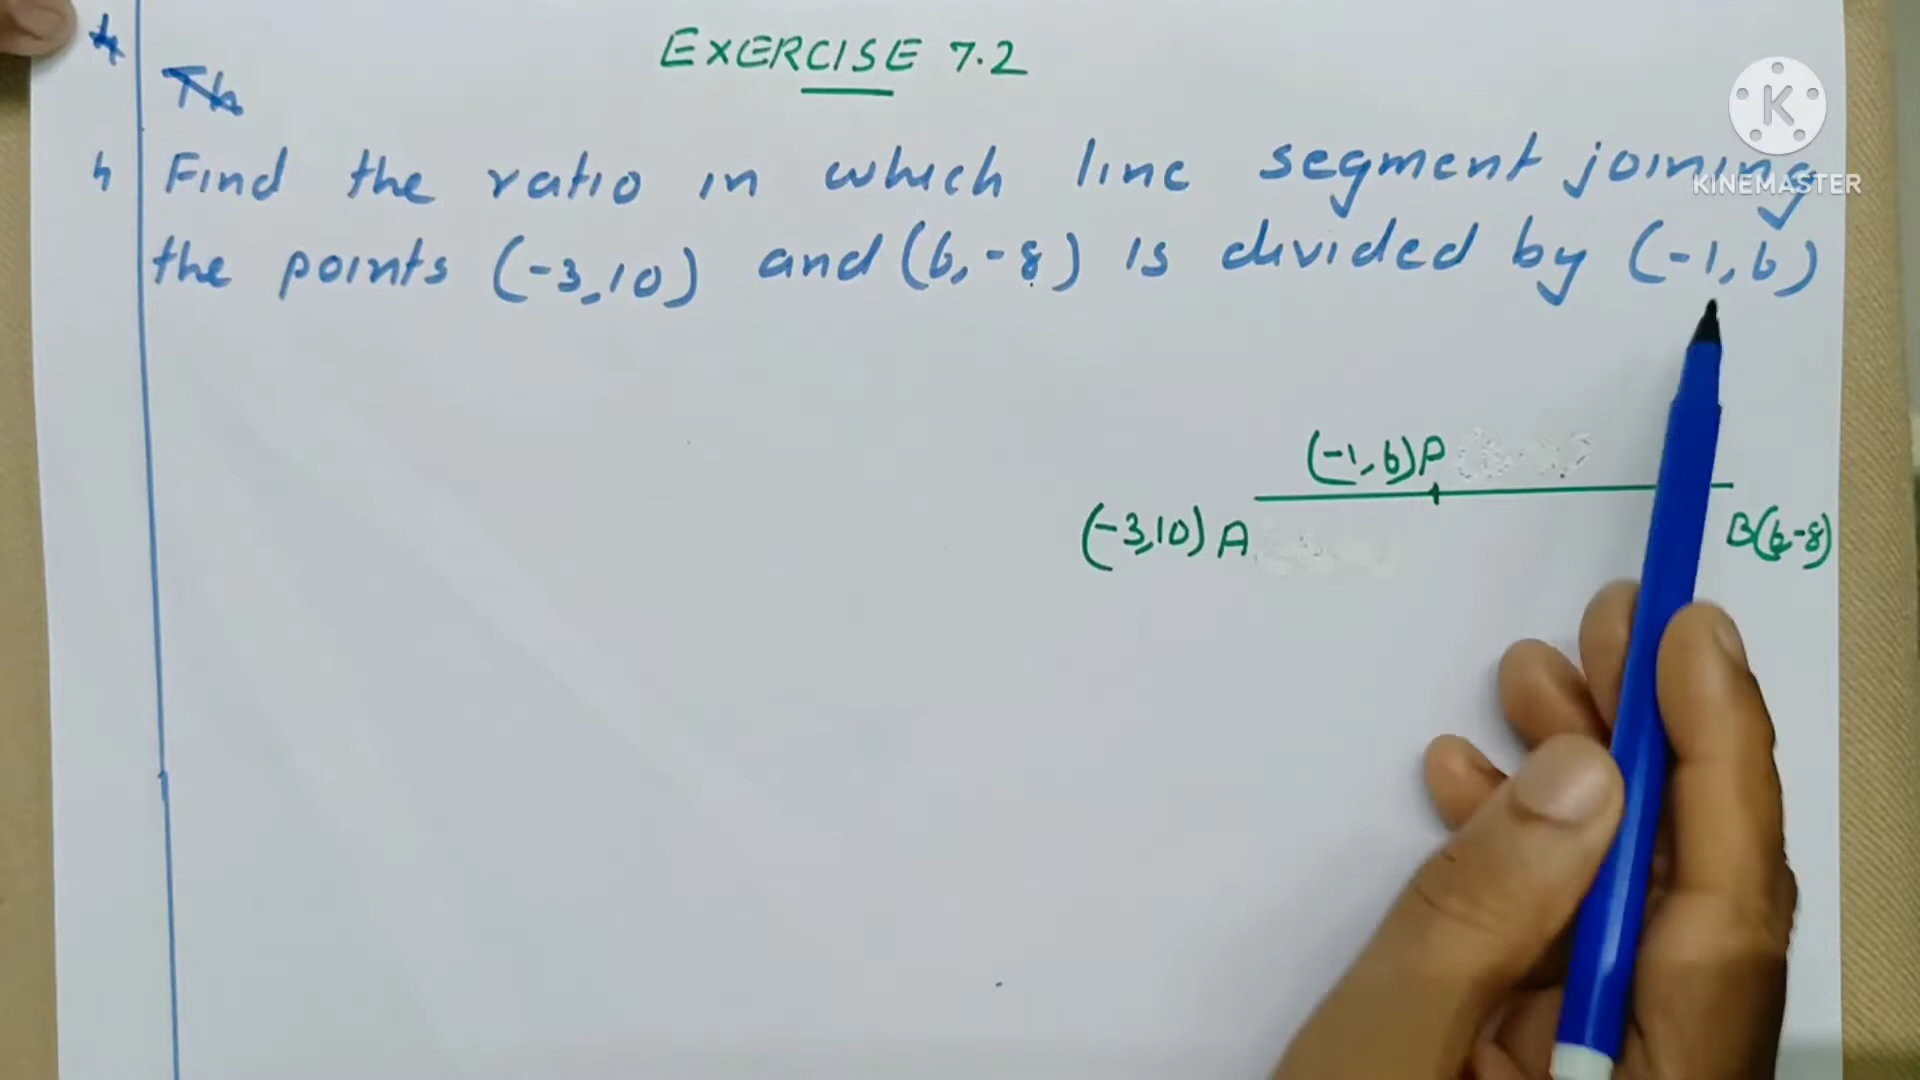 EXERCISE 7.2
Th
4 Find the ratio in which line segment joining
the points (-3,10) and (6,-8) is divided by (-1,6)
K
KINEMASTER
(-1,6)P
(-3,10) A
B(6,-8)